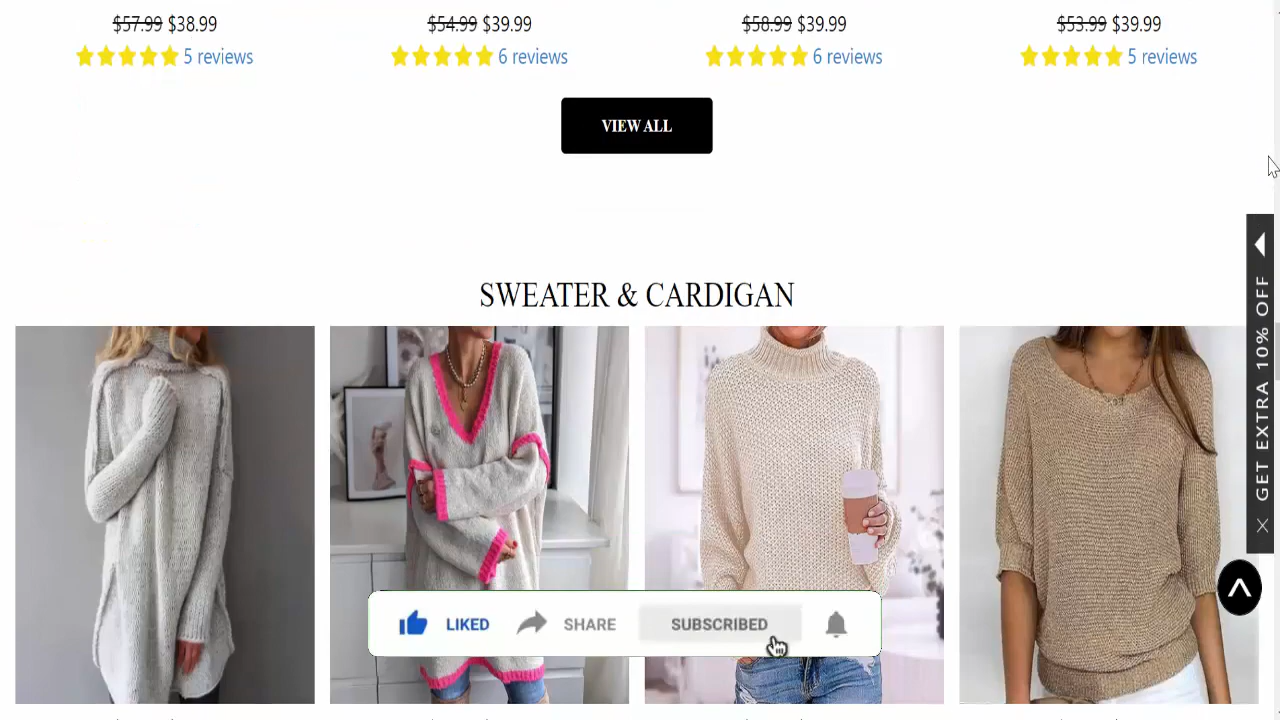 $57.99 $38.99
$54.99 $39.99
$58.99 $39.99
$53.99 $39.99
5 reviews
6 reviews
6 reviews
5 reviews
VIEW ALL
SWEATER & CARDIGAN
GET EXTRA 10% OFF
LIKED
SHARE
SUBSCRIBED